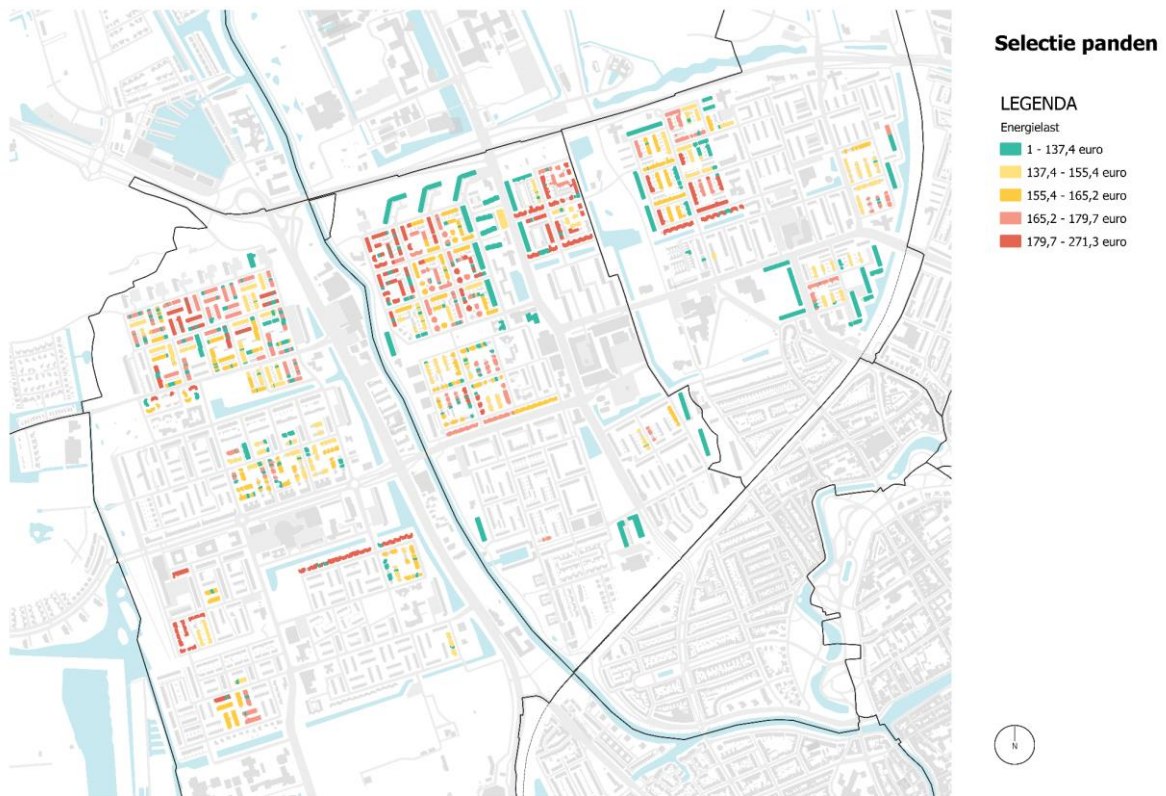 Selectie panden
LEGENDA
Energielast
1 - 137,4 euro
137,4 - 155,4 euro
155,4 - 165,2 euro
165,2 - 179,7 euro
179,7 - 271,3 euro
N